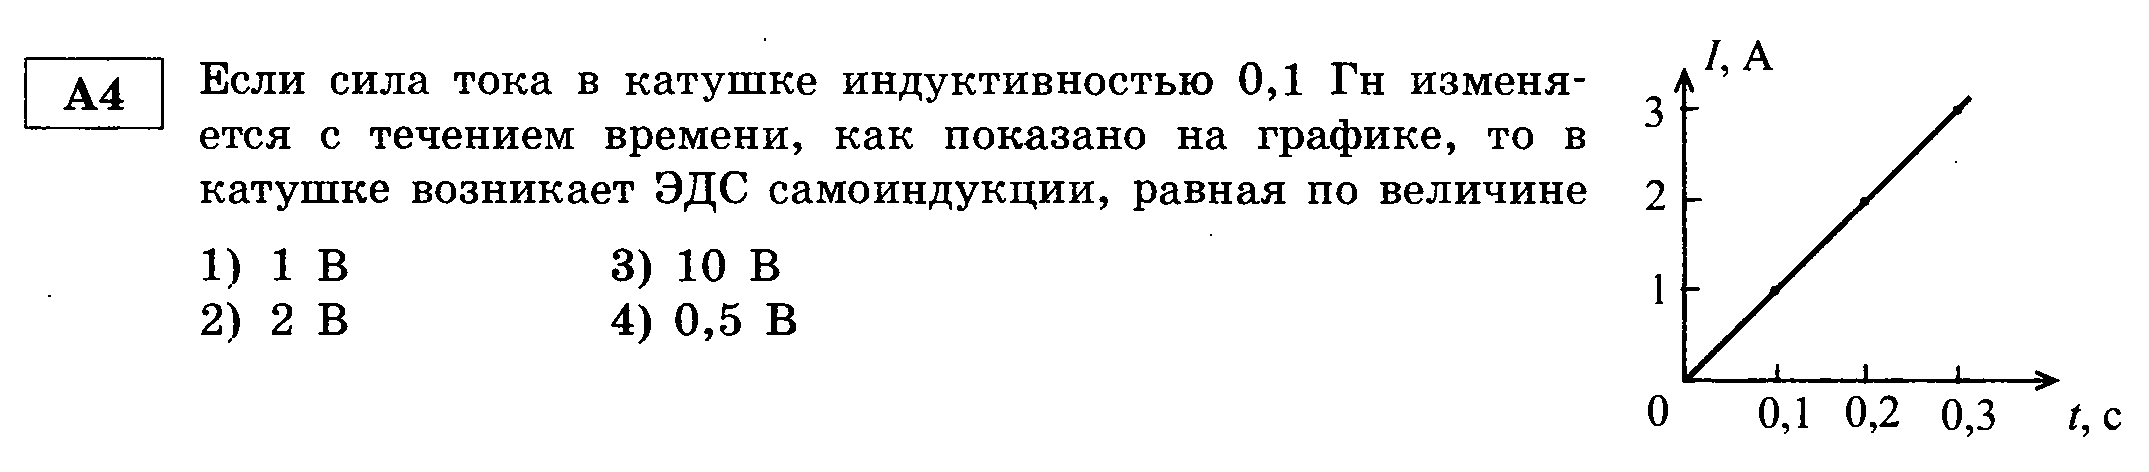 А4
Если сила тока в катушке индуктивностью 0,1 Гн изменя-
ется с течением времени, как показано на графике, то в
катушке возникает ЭДС самоиндукции, равная по величине
1) 1 В
3) 10 В
2) 2 В
4) 0,5 В
I, А
3
2
1
0
0,1 0,2 0,3 t, с